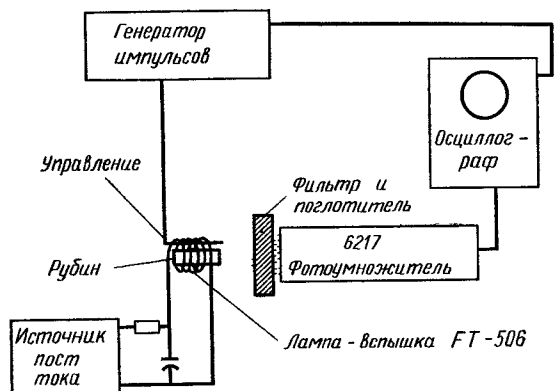 Генератор
импульсов
Осциллог-
раф
Управление
Фильтр и
поглотитель
6217
Фотоумножитель
Рубин
Лампа-вспышка FT-506
Источник
пост
тока